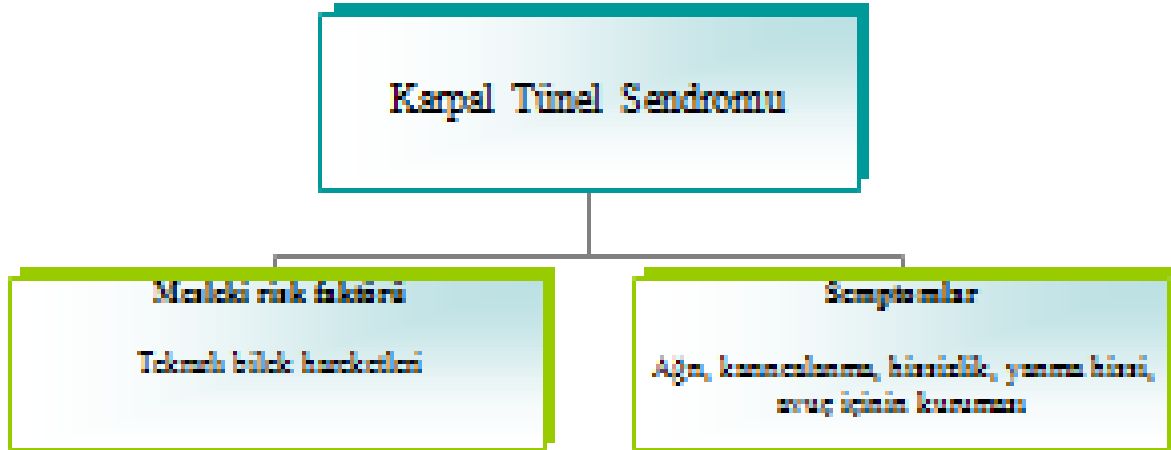 Karpal Tünel Sendromu
Mesleki risk faktörü
Tekrarlı bilek hareketleri
Semptomlar
Ağrı, karıncalanma, hissizlik, yanma hissi,
avuç içinin kuruması